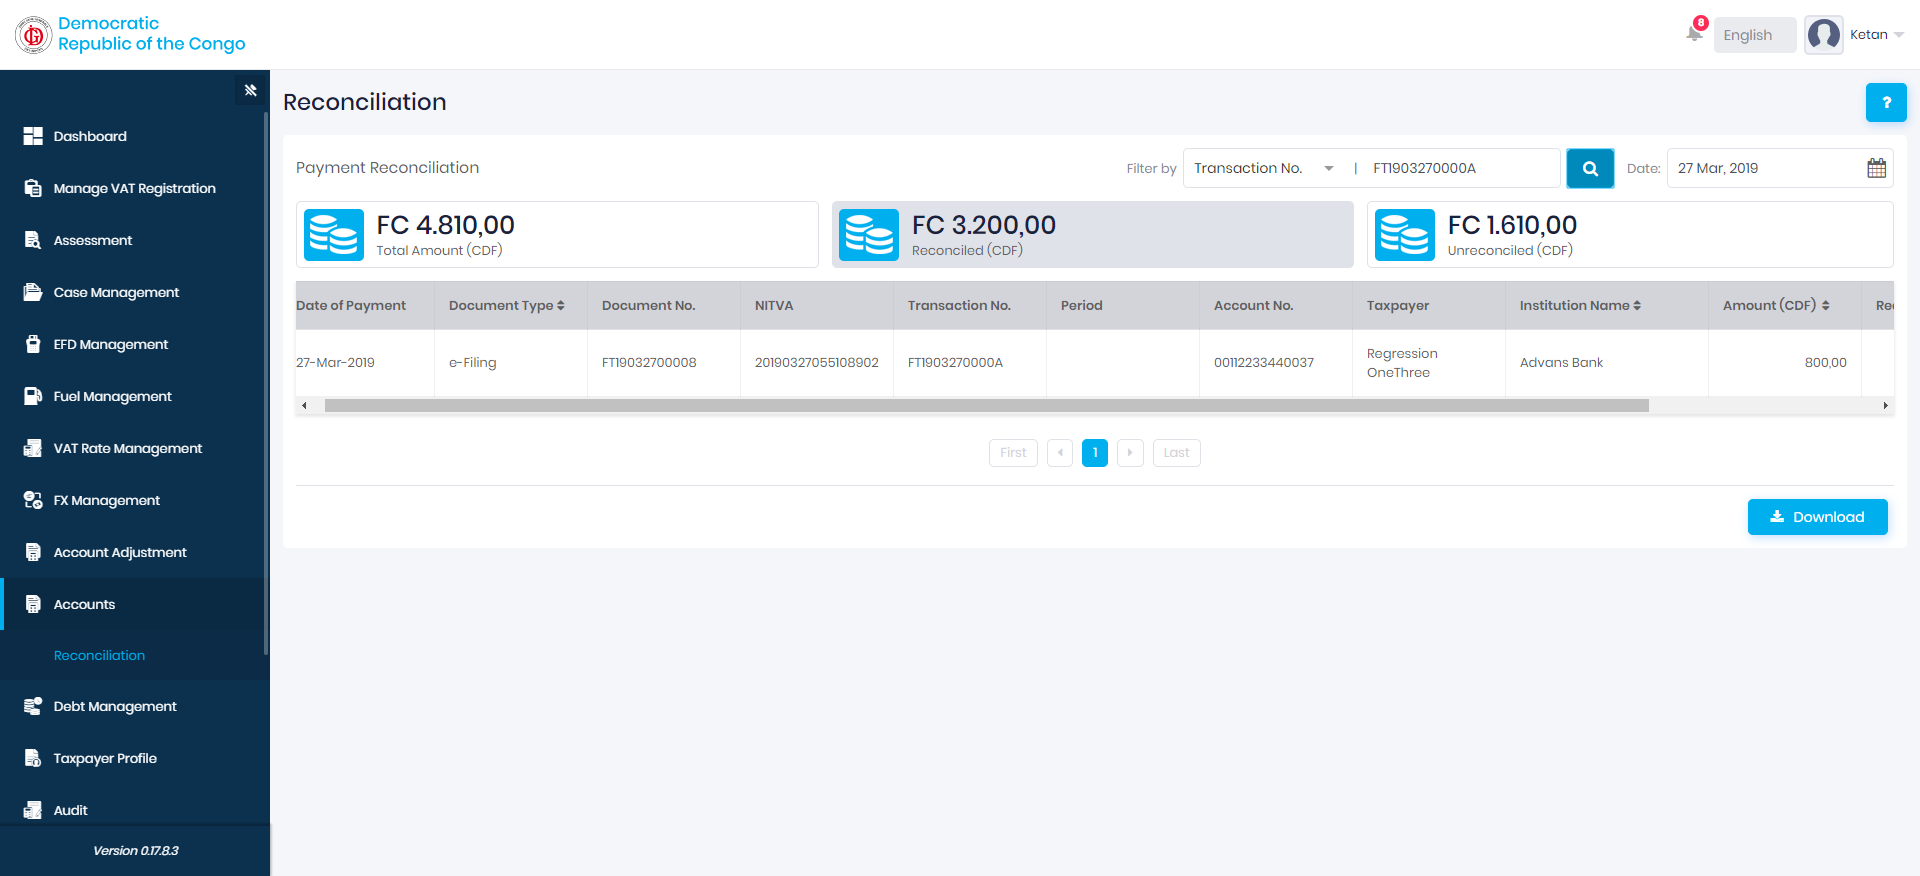 Democratic
Republic of the Congo
8
English
Ketan
Dashboard
Manage VAT Registration
Assessment
Case Management
EFD Management
Fuel Management
VAT Rate Management
FX Management
Account Adjustment
Accounts
Reconciliation
Debt Management
Taxpayer Profile
Audit
Version 0.17.8.3
Reconciliation
?
Payment Reconciliation
Filter by
Transaction No.
|
FT1903270000A
Date:
27 Mar, 2019
FC 4.810,00
Total Amount (CDF)
FC 3.200,00
Reconciled (CDF)
FC 1.610,00
Unreconciled (CDF)
Date of Payment
Document Type
Document No.
NITVA
Transaction No.
Period
Account No.
Taxpayer
Institution Name
Amount (CDF)
27-Mar-2019
e-Filing
FT19032700008
20190327055108902
FT1903270000A
00112233440037
Regression
OneThree
Advans Bank
800,00
First
1
Last
Download